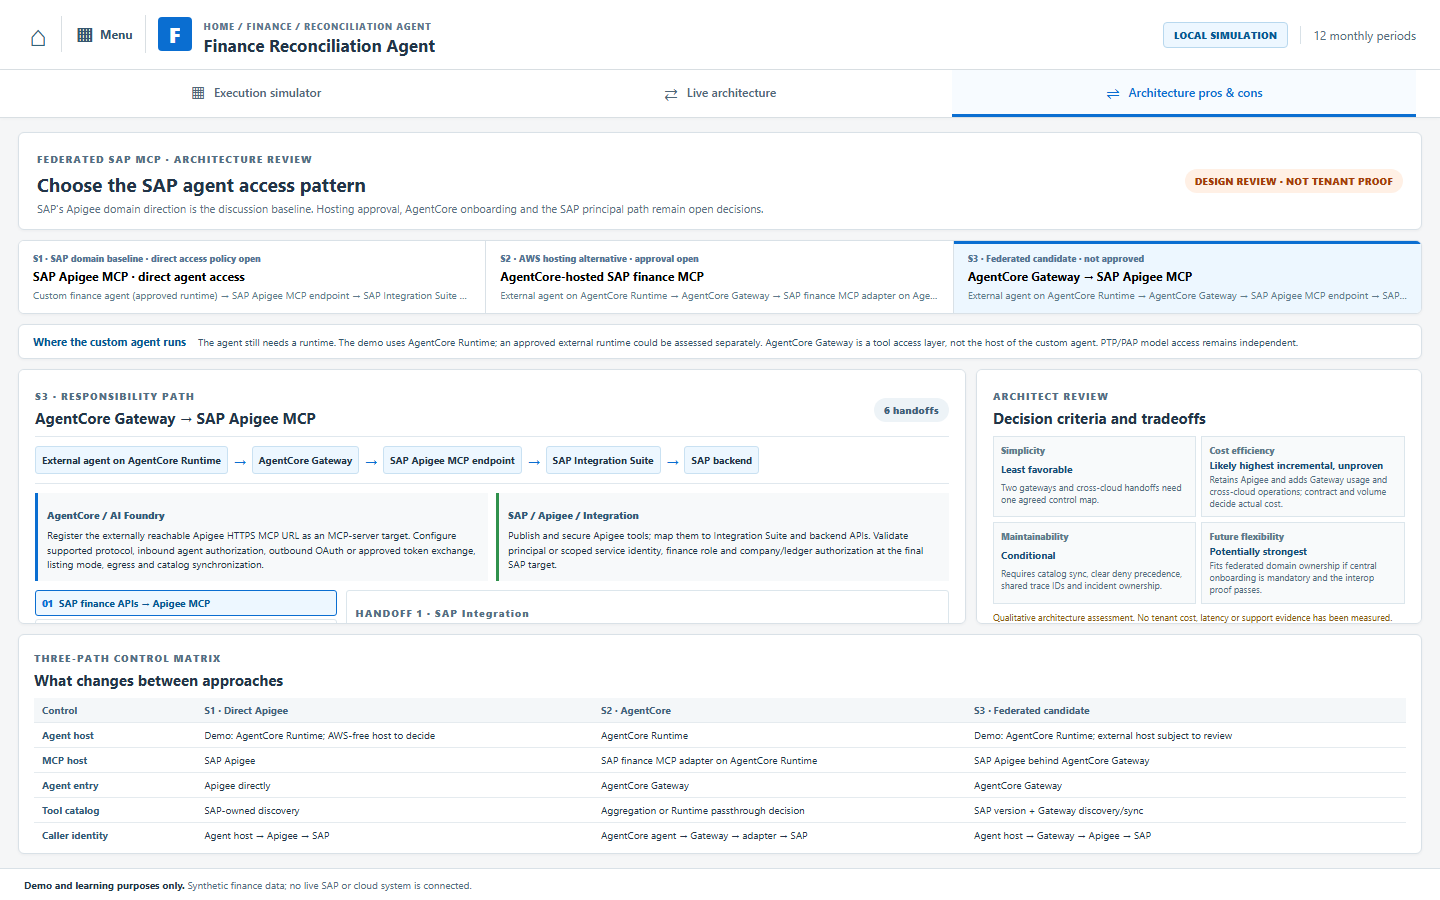 Menu
F
HOME / FINANCE / RECONCILIATION AGENT
Finance Reconciliation Agent
LOCAL SIMULATION
12 monthly periods
Execution simulator
Live architecture
Architecture pros & cons
FEDERATED SAP MCP · ARCHITECTURE REVIEW
Choose the SAP agent access pattern
SAP's Apigee domain direction is the discussion baseline. Hosting approval, AgentCore onboarding and the SAP principal path remain open decisions.
DESIGN REVIEW · NOT TENANT PROOF
S1 · SAP domain baseline · direct access policy open
SAP Apigee MCP · direct agent access
Custom finance agent (approved runtime) → SAP Apigee MCP endpoint → SAP Integration Suite ...
S2 · AWS hosting alternative · approval open
AgentCore-hosted SAP finance MCP
External agent on AgentCore Runtime → AgentCore Gateway → SAP finance MCP adapter on Age...
S3 · Federated candidate · not approved
AgentCore Gateway → SAP Apigee MCP
External agent on AgentCore Runtime → AgentCore Gateway → SAP Apigee MCP endpoint → SAP...
Where the custom agent runs The agent still needs a runtime. The demo uses AgentCore Runtime; an approved external runtime could be assessed separately. AgentCore Gateway is a tool access layer, not the host of the custom agent. PTP/PAP model access remains independent.
S3 · RESPONSIBILITY PATH
AgentCore Gateway → SAP Apigee MCP
6 handoffs
External agent on AgentCore Runtime → AgentCore Gateway → SAP Apigee MCP endpoint → SAP Integration Suite → SAP backend
AgentCore / AI Foundry
Register the externally reachable Apigee HTTPS MCP URL as an MCP-server target. Configure
supported protocol, inbound agent authorization, outbound OAuth or approved token exchange,
listing mode, egress and catalog synchronization.
SAP / Apigee / Integration
Publish and secure Apigee tools; map them to Integration Suite and backend APIs. Validate
principal or scoped service identity, finance role and company/ledger authorization at the final
SAP target.
01 SAP finance APIs → Apigee MCP
HANDOFF 1 · SAP Integration
ARCHITECT REVIEW
Decision criteria and tradeoffs
Simplicity
Least favorable
Two gateways and cross-cloud handoffs need
one agreed control map.
Cost efficiency
Likely highest incremental, unproven
Retains Apigee and adds Gateway usage and
cross-cloud operations; contract and volume
decide actual cost.
Maintainability
Conditional
Requires catalog sync, clear deny precedence,
shared trace IDs and incident ownership.
Future flexibility
Potentially strongest
Fits federated domain ownership if central
onboarding is mandatory and the interop
proof passes.
Qualitative architecture assessment. No tenant cost, latency or support evidence has been measured.
THREE-PATH CONTROL MATRIX
What changes between approaches
Control S1 · Direct Apigee S2 · AgentCore S3 · Federated candidate
Agent host Demo: AgentCore Runtime; AWS-free host to decide AgentCore Runtime Demo: AgentCore Runtime; external host subject to review
MCP host SAP Apigee SAP finance MCP adapter on AgentCore Runtime SAP Apigee behind AgentCore Gateway
Agent entry Apigee directly AgentCore Gateway AgentCore Gateway
Tool catalog SAP-owned discovery Aggregation or Runtime passthrough decision SAP version + Gateway discovery/sync
Caller identity Agent host → Apigee → SAP AgentCore agent → Gateway → adapter → SAP Agent host → Gateway → Apigee → SAP
Demo and learning purposes only. Synthetic finance data; no live SAP or cloud system is connected.